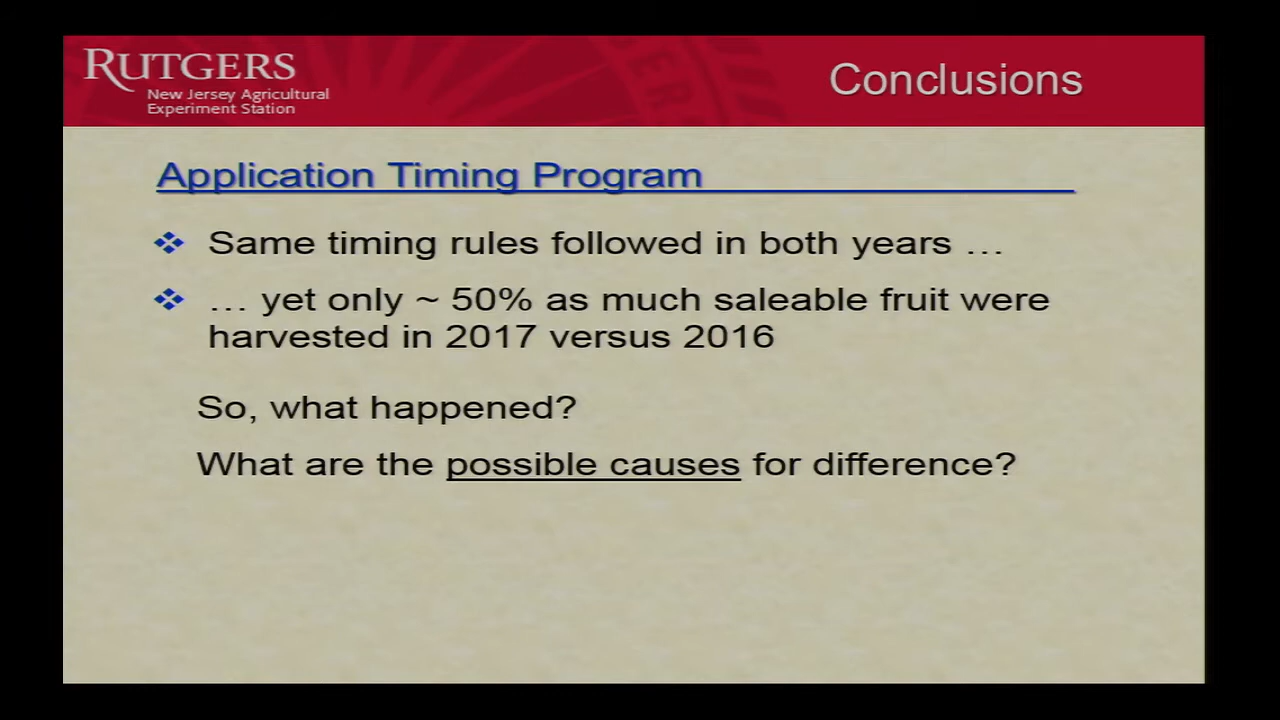 RUTGERS
New Jersey Agricultural
Experiment Station
Conclusions
Application Timing Program
Same timing rules followed in both years …
… yet only ~ 50% as much saleable fruit were
harvested in 2017 versus 2016
So, what happened?
What are the possible causes for difference?